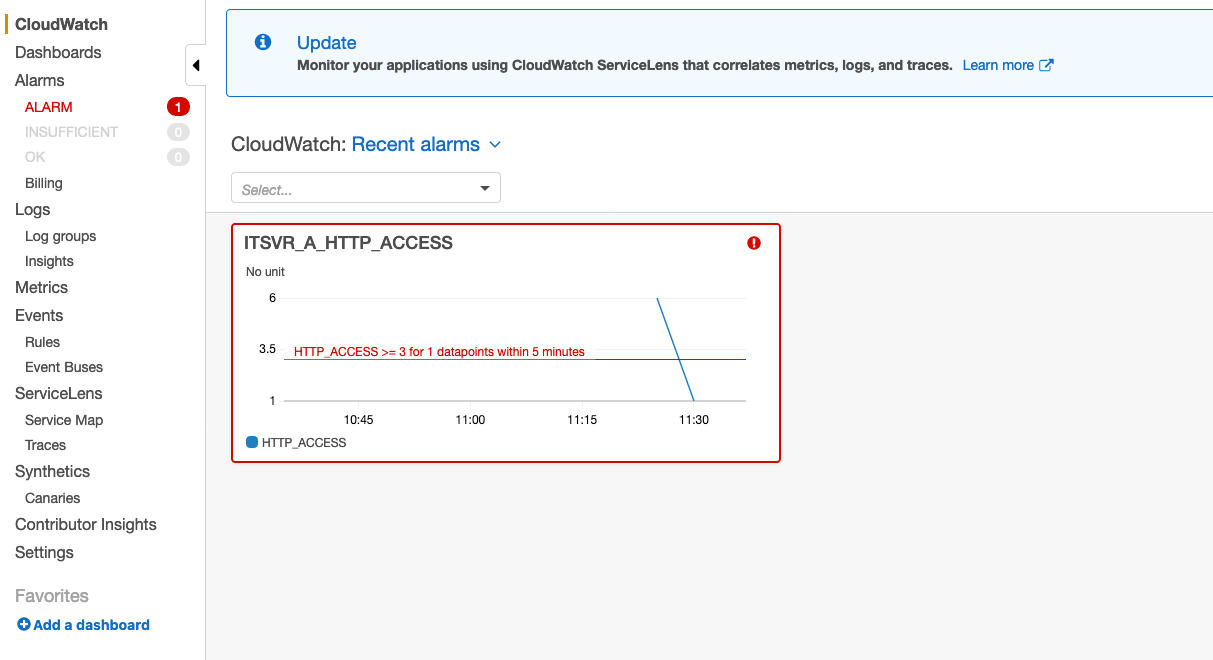 CloudWatch
Dashboards
Alarms
ALARM 1
INSUFFICIENT 0
OK 0
Billing
Logs
Log groups
Insights
Metrics
Events
Rules
Event Buses
ServiceLens
Service Map
Traces
Synthetics
Canaries
Contributor Insights
Settings
Favorites
Add a dashboard
Update
Monitor your applications using CloudWatch ServiceLens that correlates metrics, logs, and traces. Learn more
CloudWatch: Recent alarms
Select...
ITSVR_A_HTTP_ACCESS
No unit
6
3.5
HTTP_ACCESS >= 3 for 1 datapoints within 5 minutes
1
10:45 11:00 11:15 11:30
HTTP_ACCESS